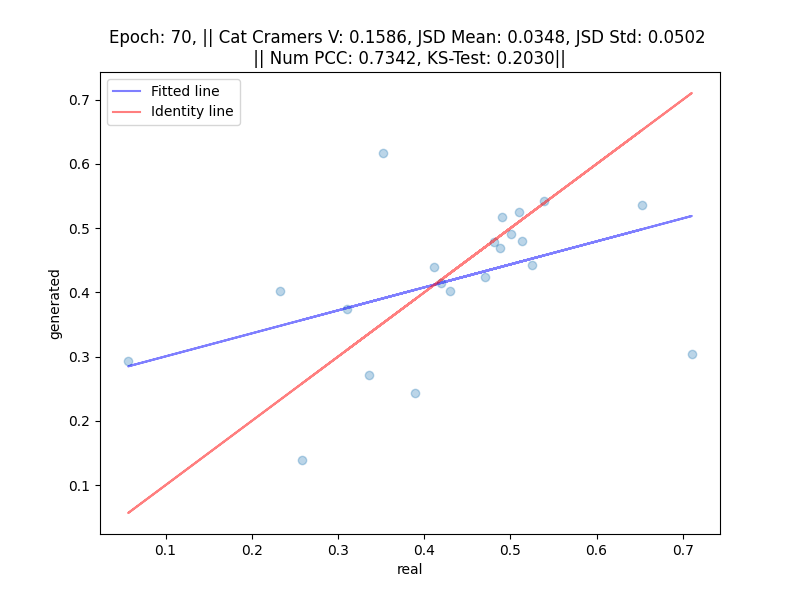 Epoch: 70, || Cat Cramers V: 0.1586, JSD Mean: 0.0348, JSD Std: 0.0502
|| Num PCC: 0.7342, KS-Test: 0.2030||
Fitted line
Identity line
0.7
0.6
0.5
0.4
0.3
0.2
0.1
generated
0.1 0.2 0.3 0.4 0.5 0.6 0.7
real